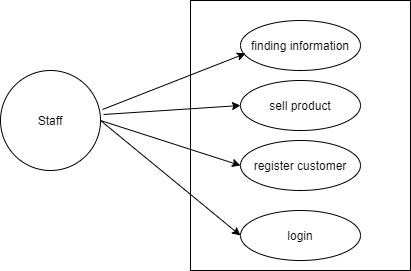 finding information
sell product
Staff
register customer
login